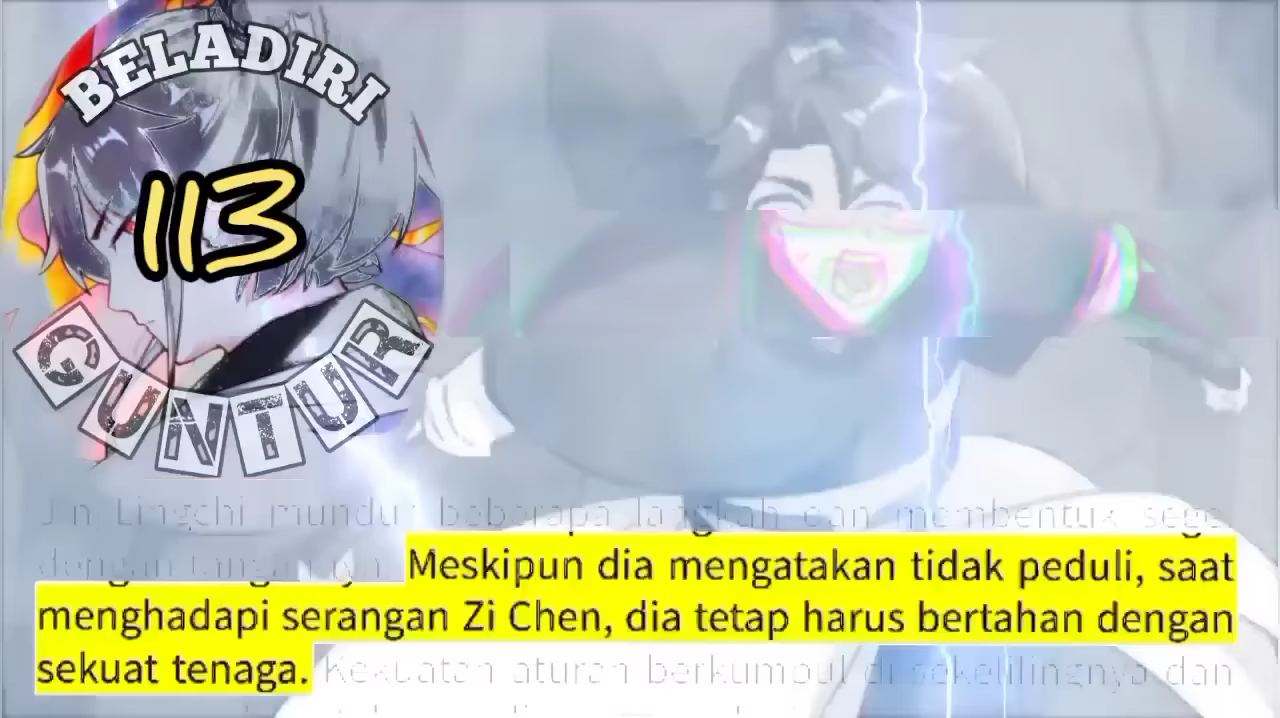 BELADIRI
113
GUNTUR
Jin Lingchi mundur beberapa langkah dan membentuk segel
dengan tangannya. Meskipun dia mengatakan tidak peduli, saat
menghadapi serangan Zi Chen, dia tetap harus bertahan dengan
sekuat tenaga. Kekuatan aturan berkumpul di sekelilingnya dan